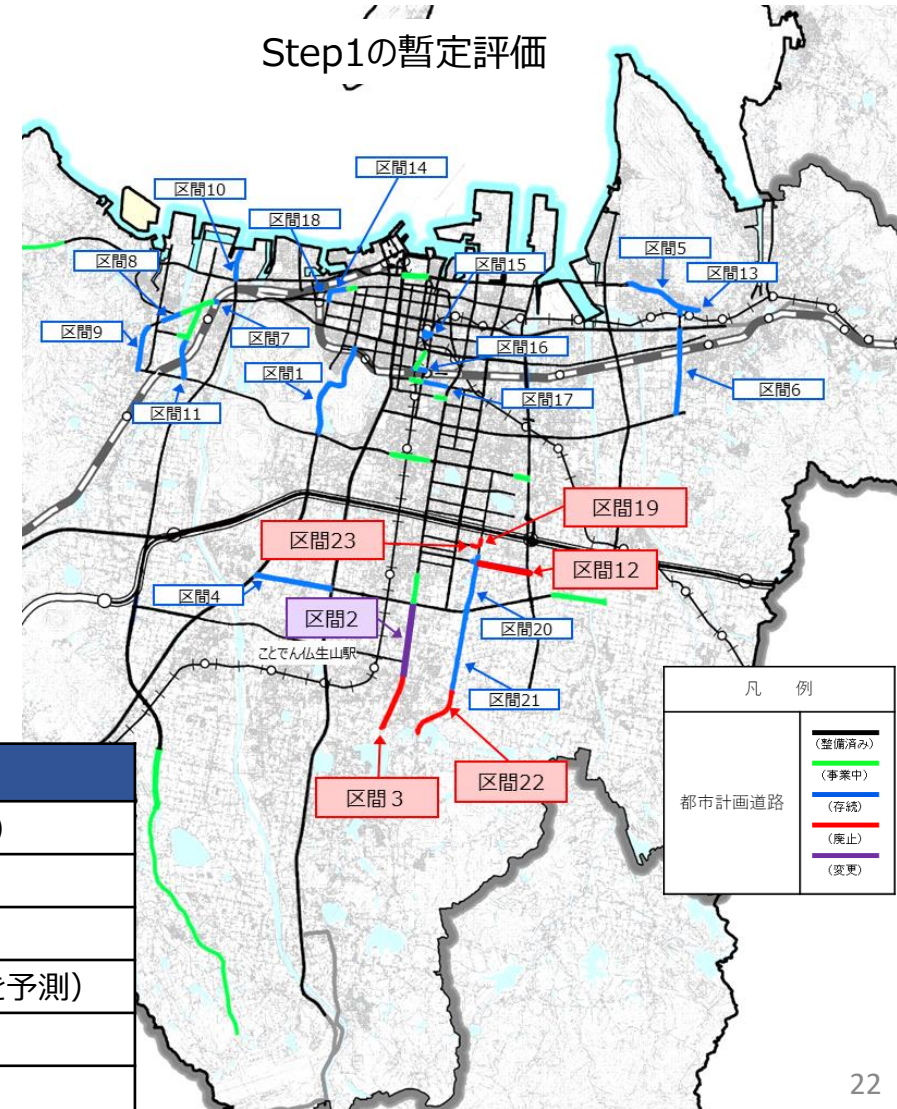 Step1の暫定評価
区間14
区間10
区間18
区間5
区間8
区間15
区間13
区間9
区間7
区間16
区間1
区間6
区間17
区間11
区間19
区間23
区間12
区間4
区間2
区間20
ことでん仏生山駅
区間21
凡 例
(整備済み)
(事業中)
都市計画道路
(存続)
(廃止)
(変更)
区間22
区間３
)
を予測）
22